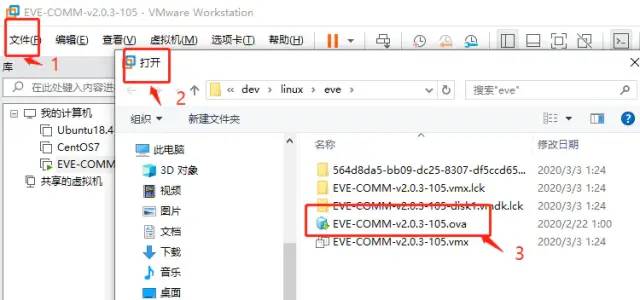 EVE-COMM-v2.0.3-105 - VMware Workstation
文件(F) 编辑(E) 查看(V) 虚拟机(M) 选项卡(T) 帮助(H)
1
库
在此处键入内容进行
我的计算机
Ubuntu18.4
CentOS7
EVE-COMM
共享的虚拟机
打开
2
« dev › linux › eve ›
搜索"eve"
组织 新建文件夹
此电脑
3D 对象
视频
图片
文档
下载
音乐
桌面
名称 修改日期
564d8da5-bb09-dc25-8307-df5ccd65... 2020/3/3 1:24
EVE-COMM-v2.0.3-105.vmx.lck 2020/3/3 1:24
EVE-COMM-v2.0.3-105-disk1.vmdk.lck 2020/3/3 1:24
EVE-COMM-v2.0.3-105.ova 2020/2/22 1:00
EVE-COMM-v2.0.3-105.vmx 2020/3/3 1:24
3